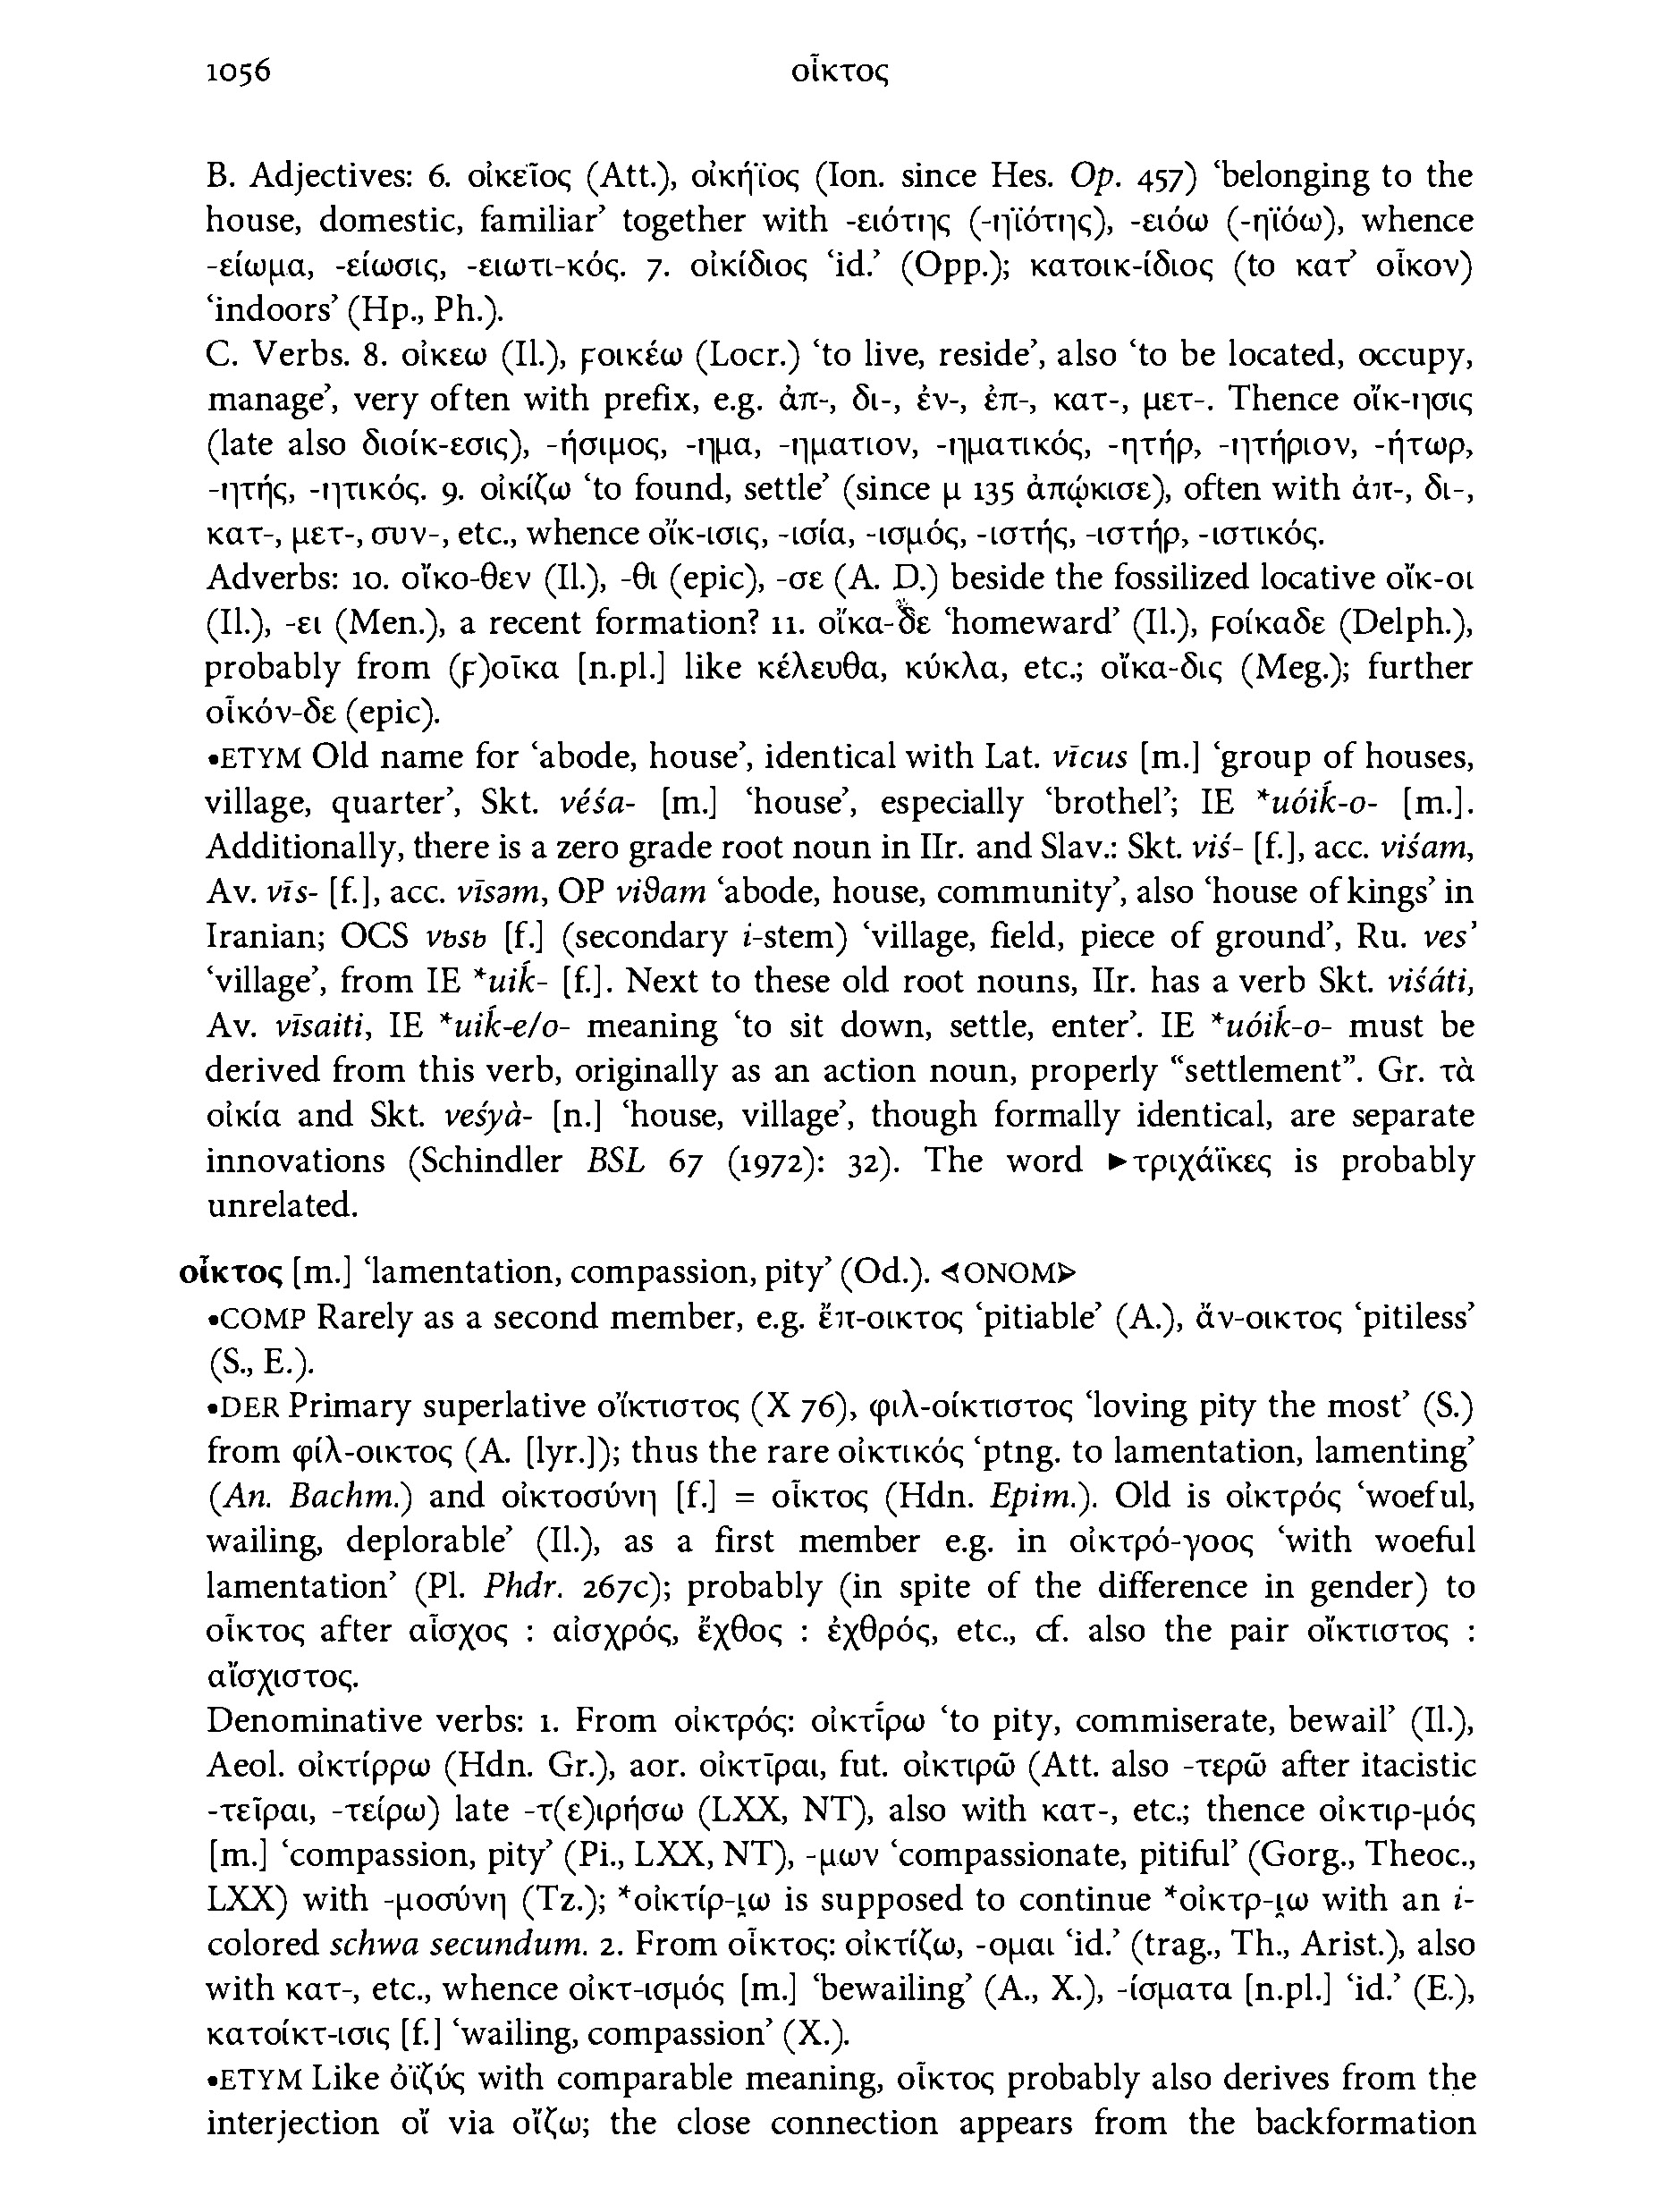 1056 οἶκτος
B. Adjectives: 6. οἰκεῖος (Att.), οἰκήϊος (Ion. since Hes. Op. 457) ‘belonging to the
house, domestic, familiar’ together with -ειότης (-ηϊότης), -ειόω (-ηϊόω), whence
-είωμα, -είωσις, -ειωτι-κός. 7. οἰκίδιος ‘id.’ (Opp.); κατοικ-ίδιος (to κατ’ οἶκον)
‘indoors’ (Hp., Ph.).
C. Verbs. 8. οἰκεω (Il.), ϝοικέω (Locr.) ‘to live, reside’, also ‘to be located, occupy,
manage’, very often with prefix, e.g. ἀπ-, δι-, ἐν-, ἐπ-, κατ-, μετ-. Thence οἴκ-ησις
(late also διοίκ-εσις), -ήσιμος, -ημα, -ηματιον, -ηματικός, -ητήρ, -ητήριον, -ήτωρ,
-ητής, -ητικός. 9. οἰκίζω ‘to found, settle’ (since μ 135 ἀπῴκισε), often with ἀπ-, δι-,
κατ-, μετ-, συν-, etc., whence οἴκ-ισις, -ισία, -ισμός, -ιστής, -ιστήρ, -ιστικός.
Adverbs: 10. οἴκο-θεν (Il.), -θι (epic), -σε (A. D.) beside the fossilized locative οἴκ-οι
(Il.), -ει (Men.), a recent formation? 11. οἴκα-δε ‘homeward’ (Il.), ϝοίκαδε (Delph.),
probably from (ϝ)οῖκα [n.pl.] like κέλευθα, κύκλα, etc.; οἴκα-δις (Meg.); further
οἶκόν-δε (epic).
•ETYM Old name for ‘abode, house’, identical with Lat. vīcus [m.] ‘group of houses,
village, quarter’, Skt. véśa- [m.] ‘house’, especially ‘brothel’; IE *uóiḱ-o- [m.].
Additionally, there is a zero grade root noun in IIr. and Slav.: Skt. viś- [f.], acc. viśam,
Av. vīs- [f.], acc. vīsəm, OP viϑam ‘abode, house, community’, also ‘house of kings’ in
Iranian; OCS vьsь [f.] (secondary i-stem) ‘village, field, piece of ground’, Ru. ves’
‘village’, from IE *uiḱ- [f.]. Next to these old root nouns, IIr. has a verb Skt. viśáti,
Av. vīsaiti, IE *uiḱ-e/o- meaning ‘to sit down, settle, enter’. IE *uóiḱ-o- must be
derived from this verb, originally as an action noun, properly “settlement”. Gr. τὰ
οἰκία and Skt. veśyà- [n.] ‘house, village’, though formally identical, are separate
innovations (Schindler BSL 67 (1972): 32). The word ►τριχάϊκες is probably
unrelated.
οἶκτος [m.] ‘lamentation, compassion, pity’ (Od.). ⊲ONOM⊳
•COMP Rarely as a second member, e.g. ἔπ-οικτος ‘pitiable’ (A.), ἄν-οικτος ‘pitiless’
(S., E.).
•DER Primary superlative οἴκτιστος (Χ 76), φιλ-οίκτιστος ‘loving pity the most’ (S.)
from φίλ-οικτος (A. [lyr.]); thus the rare οἰκτικός ‘ptng. to lamentation, lamenting’
(An. Bachm.) and οἰκτοσύνη [f.] = οἶκτος (Hdn. Epim.). Old is οἰκτρός ‘woeful,
wailing, deplorable’ (Il.), as a first member e.g. in οἰκτρό-γοος ‘with woeful
lamentation’ (Pl. Phdr. 267c); probably (in spite of the difference in gender) to
οἶκτος after αἶσχος : αἰσχρός, ἔχθος : ἐχθρός, etc., cf. also the pair οἴκτιστος :
αἴσχιστος.
Denominative verbs: 1. From οἰκτρός: οἰκτί̄ρω ‘to pity, commiserate, bewail’ (Il.),
Aeol. οἰκτίρρω (Hdn. Gr.), aor. οἰκτῖραι, fut. οἰκτιρῶ (Att. also -τερῶ after itacistic
-τεῖραι, -τείρω) late -τ(ε)ιρήσω (LXX, NT), also with κατ-, etc.; thence οἰκτιρ-μός
[m.] ‘compassion, pity’ (Pi., LXX, NT), -μων ‘compassionate, pitiful’ (Gorg., Theoc.,
LXX) with -μοσύνη (Tz.); *οἰκτίρ-ι̯ω is supposed to continue *οἰκτρ-ι̯ω with an i-
colored schwa secundum. 2. From οἶκτος: οἰκτίζω, -ομαι ‘id.’ (trag., Th., Arist.), also
with κατ-, etc., whence οἰκτ-ισμός [m.] ‘bewailing’ (A., X.), -ίσματα [n.pl.] ‘id.’ (E.),
κατοίκτ-ισις [f.] ‘wailing, compassion’ (X.).
•ETYM Like ὀϊζύς with comparable meaning, οἶκτος probably also derives from the
interjection οἴ via οἴζω; the close connection appears from the backformation